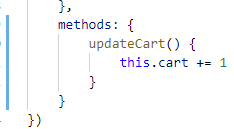 },
methods: {
updateCart() {
this.cart += 1
}
}
})